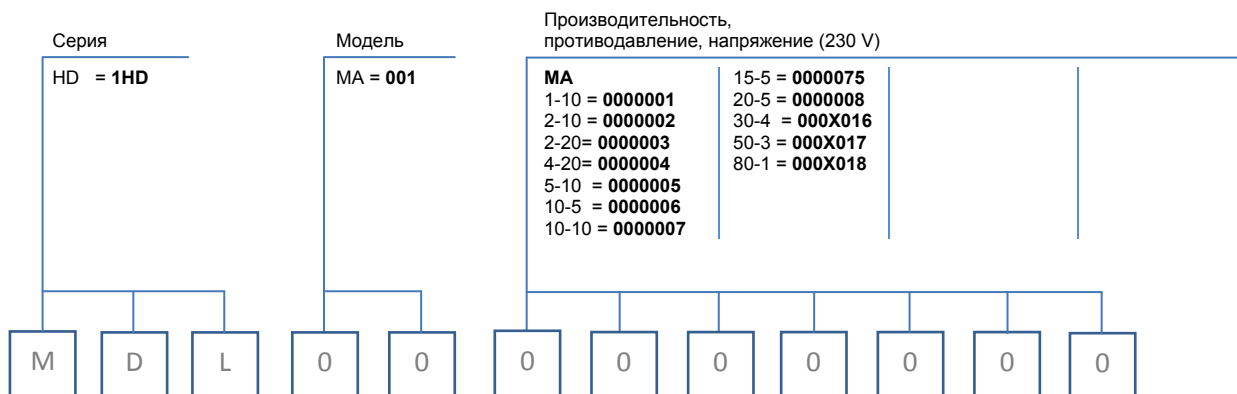 Серия
HD = 1HD
Модель
MA = 001
Производительность,
противодавление, напряжение (230 V)
MA
1-10 = 0000001
2-10 = 0000002
2-20= 0000003
4-20= 0000004
5-10 = 0000005
10-5 = 0000006
10-10 = 0000007
15-5 = 0000075
20-5 = 0000008
30-4 = 000X016
50-3 = 000X017
80-1 = 000X018
M D L 0 0 0 0 0 0 0 0 0